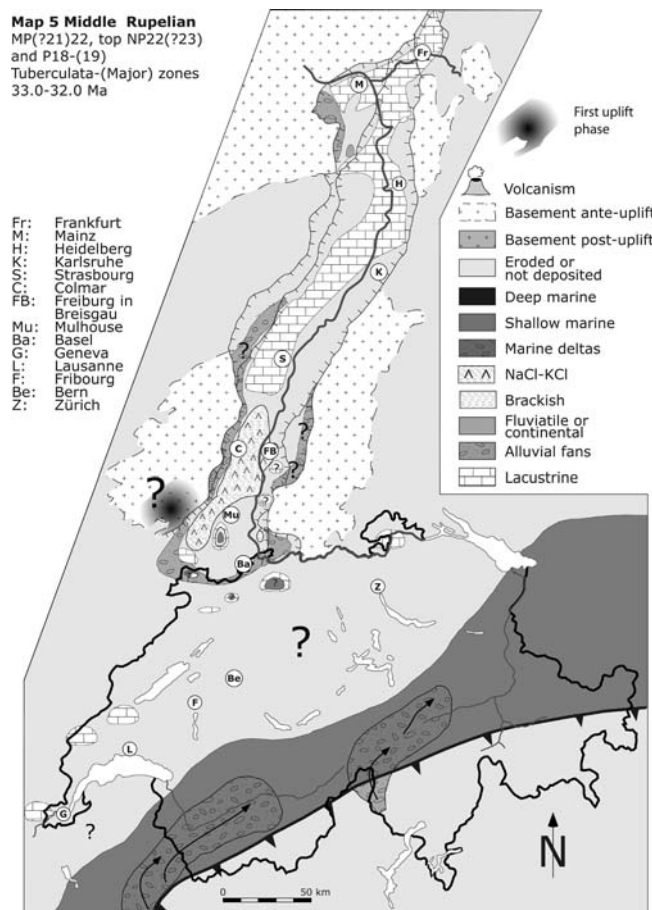 Map 5 Middle Rupelian
MP(?21)22, top NP22(?23)
and P18-(19)
Tuberculata-(Major) zones
33.0-32.0 Ma
Fr: Frankfurt
M: Mainz
H: Heidelberg
K: Karlsruhe
S: Strasbourg
C: Colmar
FB: Freiburg in
Breisgau
Mu: Mulhouse
Ba: Basel
G: Geneva
L: Lausanne
F: Fribourg
Be: Bern
Z: Zürich
First uplift
phase
Volcanism
Basement ante-uplift
Basement post-uplift
Eroded or
not deposited
Deep marine
Shallow marine
Marine deltas
NaCl-KCl
Brackish
Fluviatile or
continental
Alluvial fans
Lacustrine
Fr
M
H
K
?
S
?
C
FB
?
?
?
?
Mu
Ba
?
Z
?
Be
F
L
G
?
N
0 50 km